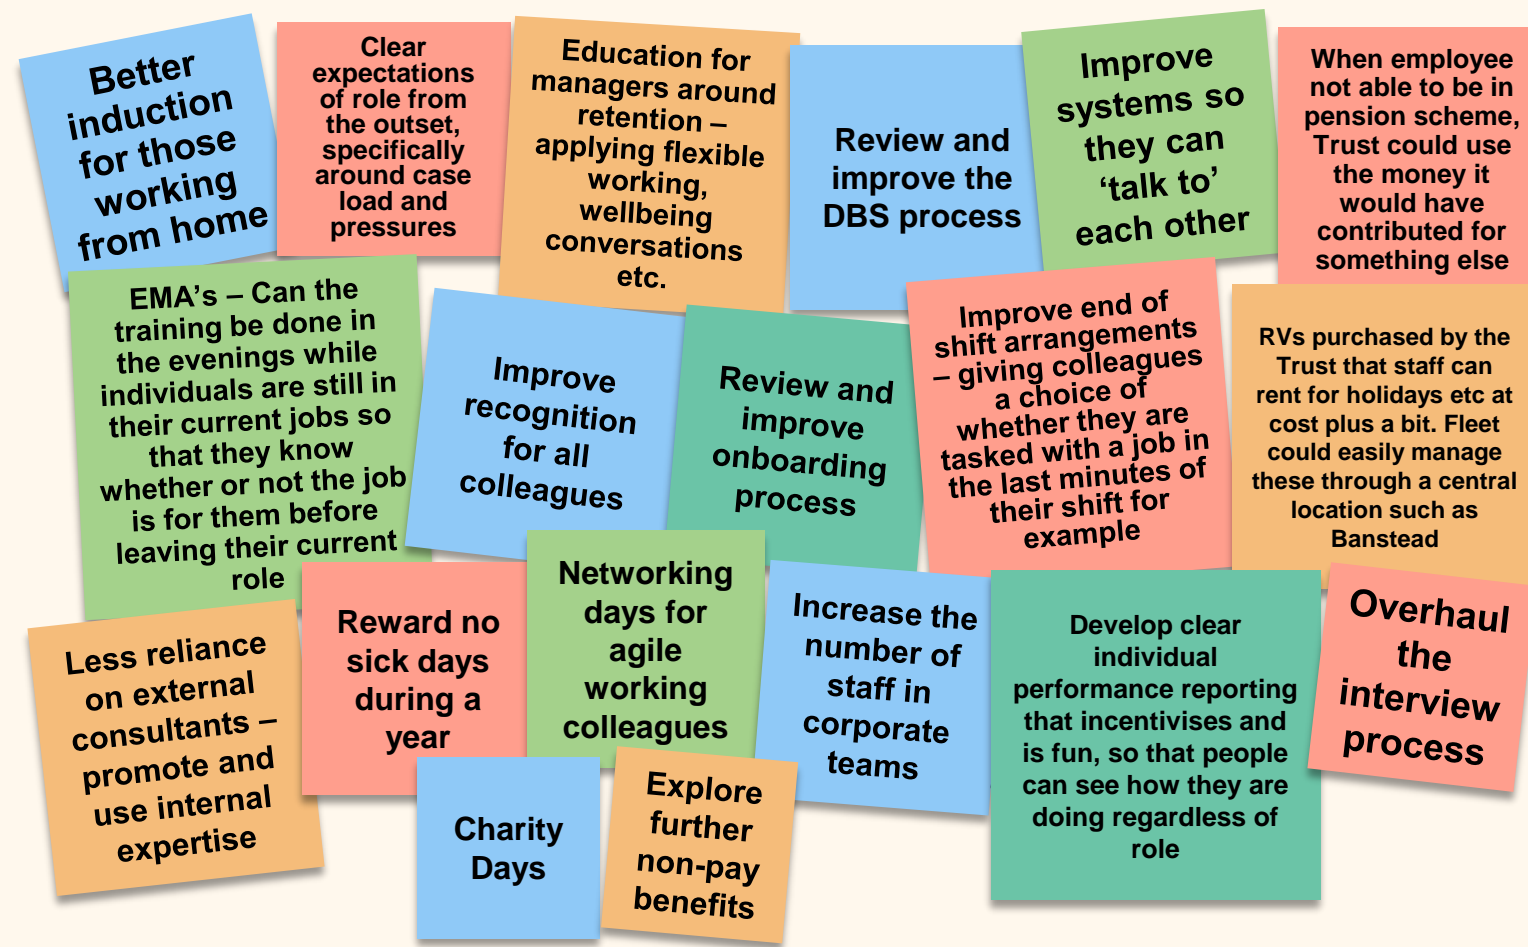 Better
induction
for those
working
from home
Clear
expectations
of role from
the outset,
specifically
around case
load and
pressures
Education for
managers around
retention –
applying flexible
working,
wellbeing
conversations
etc.
Review and
improve the
DBS process
Improve
systems so
they can
‘talk to’
each other
When employee
not able to be in
pension scheme,
Trust could use
the money it
would have
contributed for
something else
EMA’s – Can the
training be done in
the evenings while
individuals are still in
their current jobs so
that they know
whether or not the job
is for them before
leaving their current
role
Improve
recognition
for all
colleagues
Review and
improve
onboarding
process
Improve end of
shift arrangements
– giving colleagues
a choice of
whether they are
tasked with a job in
the last minutes of
their shift for
example
RVs purchased by the
Trust that staff can
rent for holidays etc at
cost plus a bit. Fleet
could easily manage
these through a central
location such as
Banstead
Less reliance
on external
consultants –
promote and
use internal
expertise
Reward no
sick days
during a
year
Networking
days for
agile
working
colleagues
Increase the
number of
staff in
corporate
teams
Develop clear
individual
performance reporting
that incentivises and
is fun, so that people
can see how they are
doing regardless of
role
Overhaul
the
interview
process
Charity
Days
Explore
further
non-pay
benefits